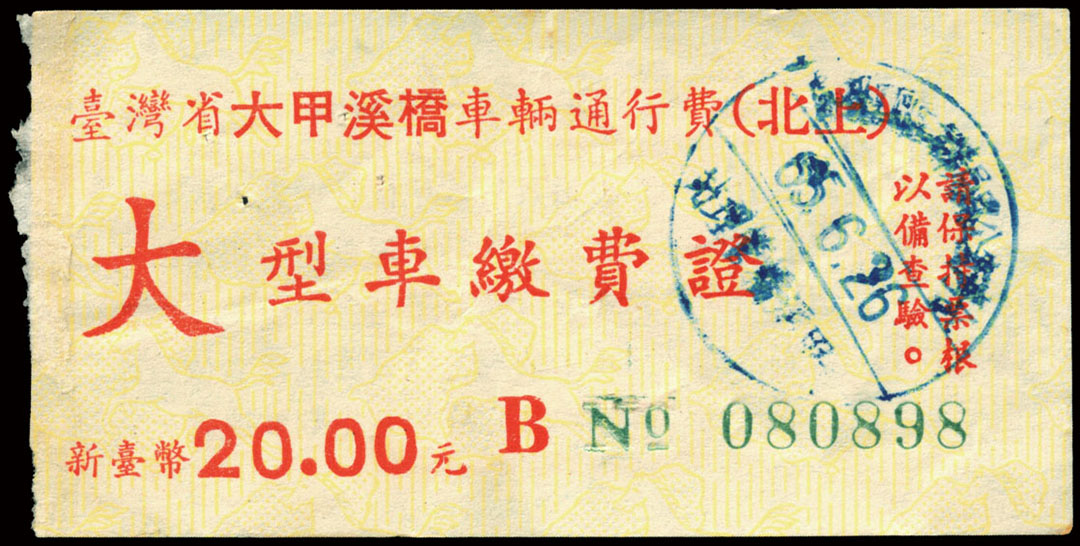 臺灣省大甲溪橋車輛通行費(北上)
大型車繳費證
請保持票根
以備查驗。
65.6.26
新臺幣20.00元
B No 080898